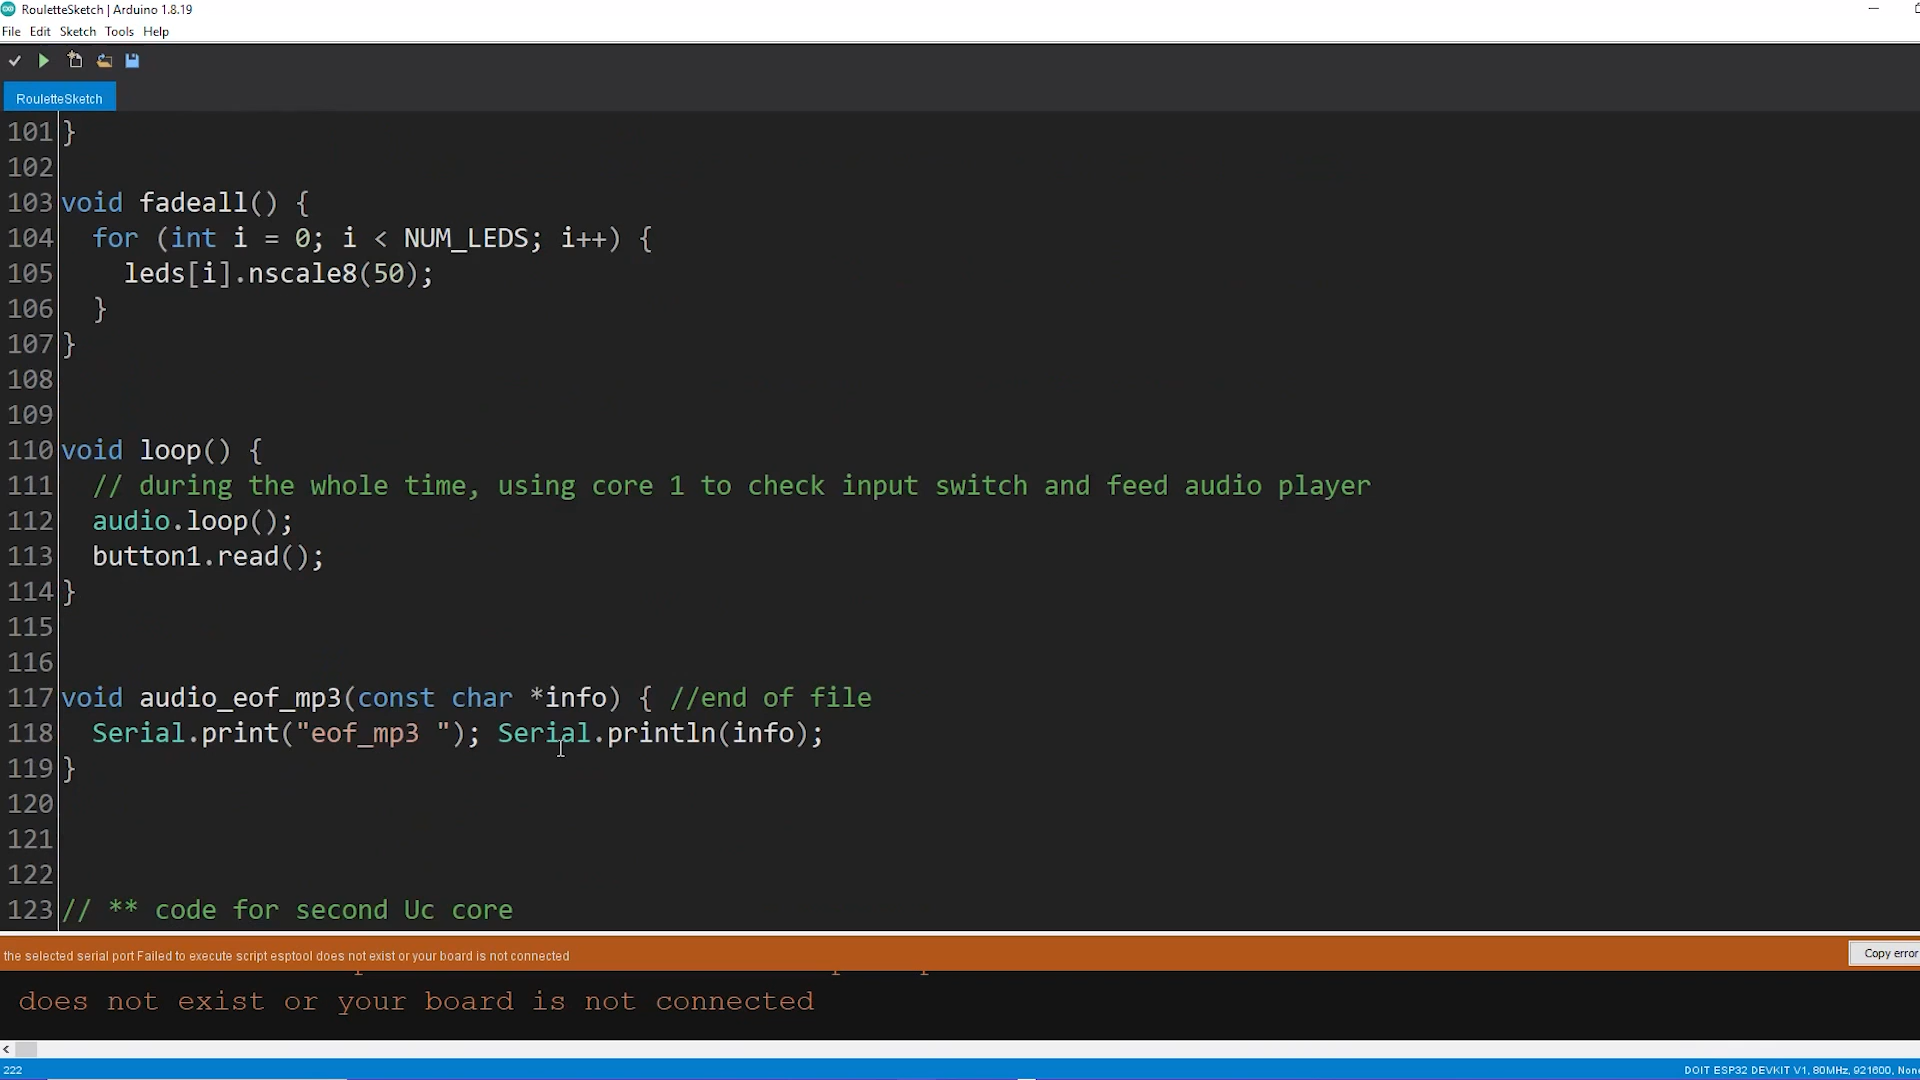 RouletteSketch | Arduino 1.8.19
File Edit Sketch Tools Help
RouletteSketch
101 }
102
103 void fadeall() {
104   for (int i = 0; i < NUM_LEDS; i++) {
105     leds[i].nscale8(50);
106   }
107 }
108
109
110 void loop() {
111   // during the whole time, using core 1 to check input switch and feed audio player
112   audio.loop();
113   button1.read();
114 }
115
116
117 void audio_eof_mp3(const char *info) { //end of file
118   Serial.print("eof_mp3 "); Serial.println(info);
119 }
120
121
122
123 // ** code for second Uc core
the selected serial port Failed to execute script esptool does not exist or your board is not connected
Copy error
does not exist or your board is not connected
222
DOIT ESP32 DEVKIT V1, 80MHz, 921600, None